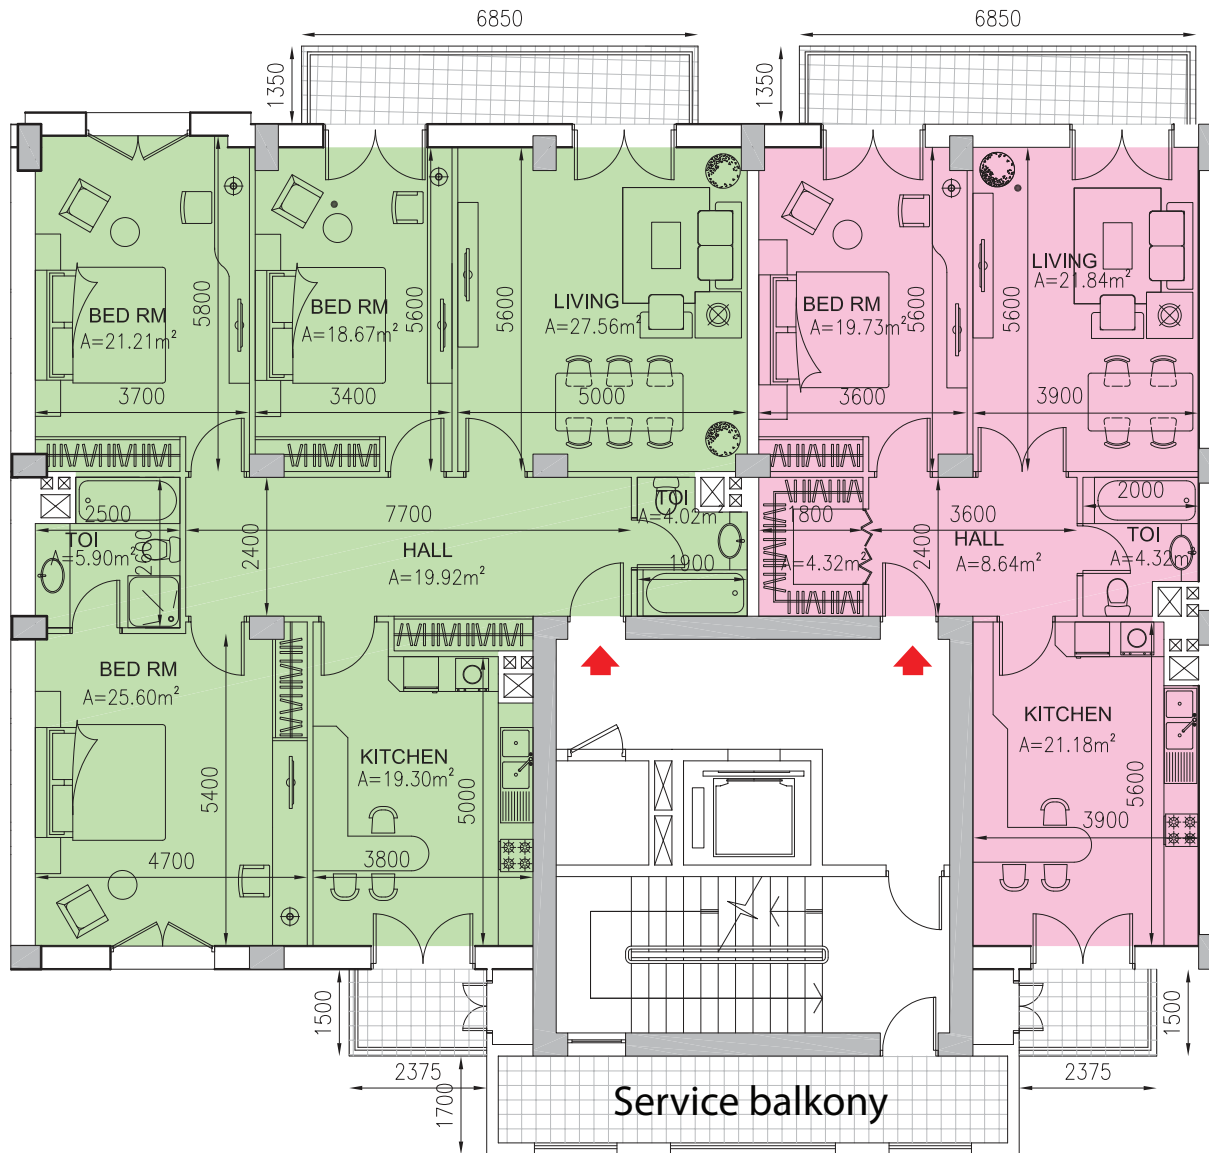 6850
6850
1350
1350
BED RM
A=21.21m²
5800
3700
BED RM
A=18.67m²
5600
3400
LIVING
A=27.56m²
5600
5000
BED RM
A=19.73m²
5600
3600
LIVING
A=21.84m²
5600
3900
2500
TOI
A=5.90m²
2600
2400
7700
HALL
A=19.92m²
TOI
A=4.02m²
1900
1800
A=4.32m²
3600
2400
HALL
A=8.64m²
2000
TOI
A=4.32m²
BED RM
A=25.60m²
5400
4700
KITCHEN
A=19.30m²
5000
3800
KITCHEN
A=21.18m²
5600
3900
1500
2375
1700
1500
2375
Service balkony